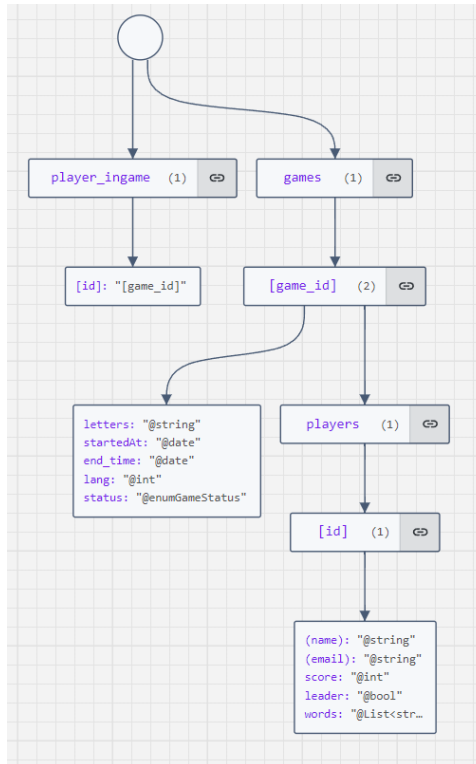 player_ingame (1)
games (1)
[id]: "[game_id]"
[game_id] (2)
letters: "@string"
startedAt: "@date"
end_time: "@date"
lang: "@int"
status: "@enumGameStatus"
players (1)
[id] (1)
(name): "@string"
(email): "@string"
score: "@int"
leader: "@bool"
words: "@List<str…